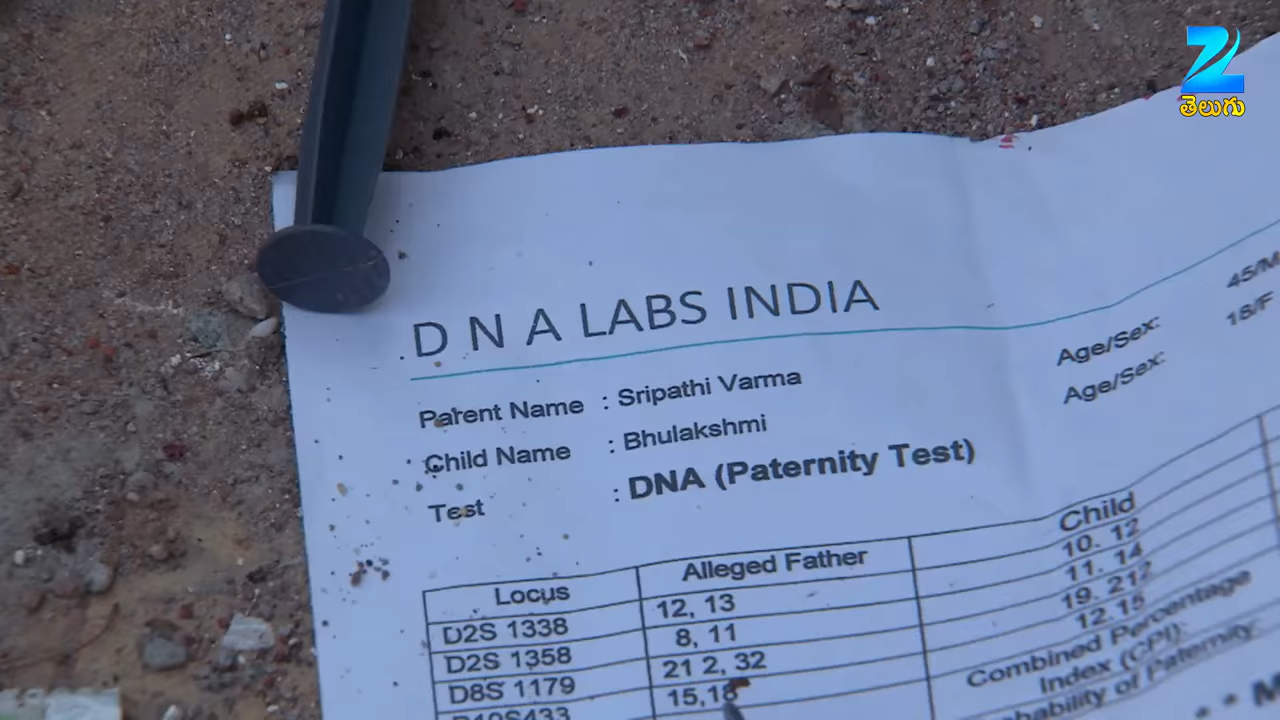 Z
తెలుగు
D N A LABS INDIA
Parent Name : Sripathi Varma Age/Sex: 45/M
Child Name : Bhulakshmi Age/Sex: 18/F
Test : DNA (Paternity Test)
Locus Alleged Father Child
D2S 1338 12, 13 10. 12
D2S 1358 8, 11 11. 14
D8S 1179 21 2, 32 19. 212
D19S433 15,18 12, 15
Combined Percentage
Index (CPI):
Paternity: